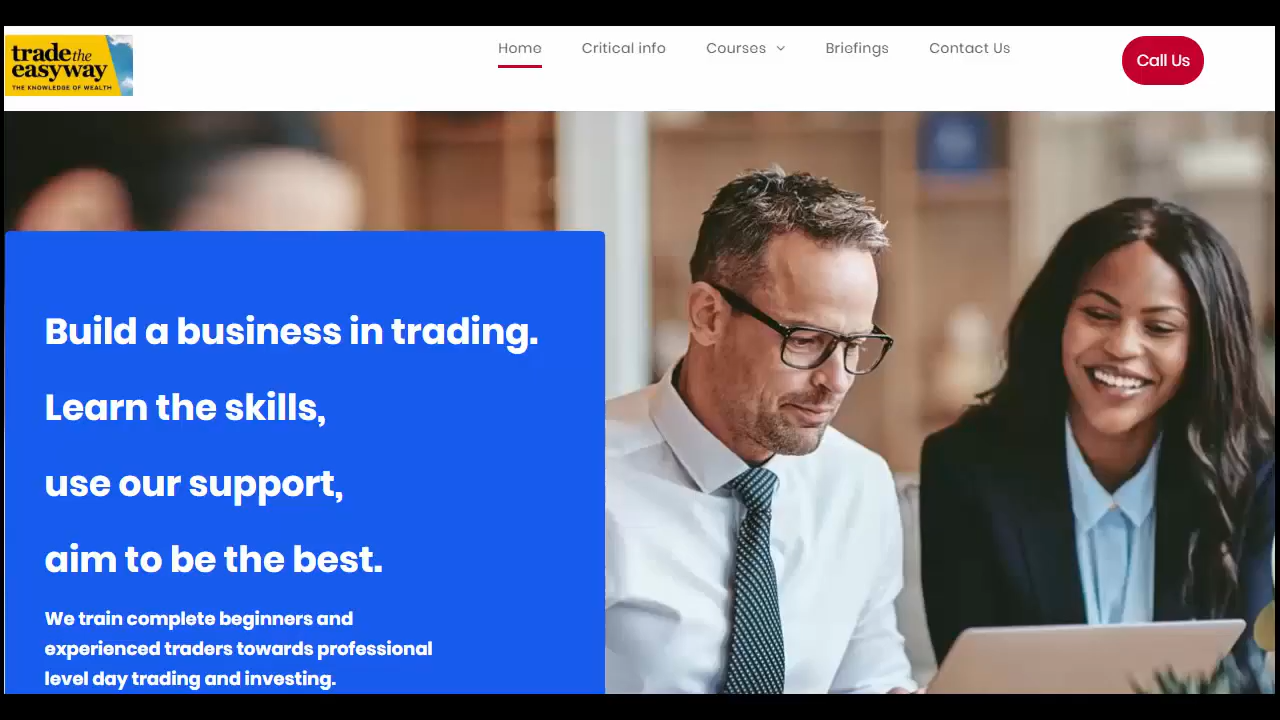 trade the
easyway
THE KNOWLEDGE OF WEALTH
Home Critical info Courses Briefings Contact Us
Call Us
Build a business in trading.
Learn the skills,
use our support,
aim to be the best.
We train complete beginners and
experienced traders towards professional
level day trading and investing.